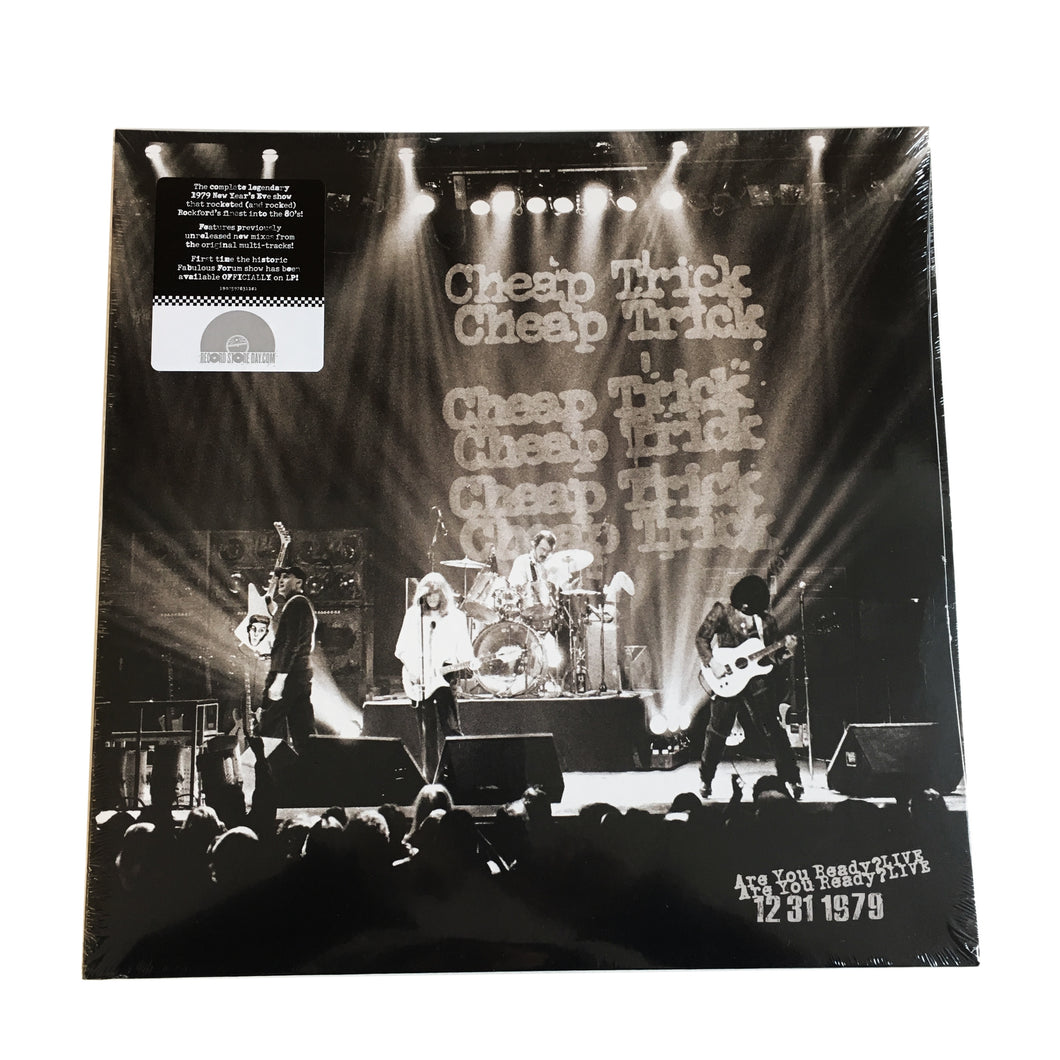 The complete legendary
1979 New Year's Eve show
that rocketed (and rocked)
Rockford's finest into the 80's!
Features previously
unreleased new mixes from
the original multi-tracks!
First time the historic
Fabulous Forum show has been
available OFFICIALLY on LP!
RECORD STORE DAY.COM
Cheap Trick
Cheap Trick
Cheap Trick
Cheap Trick
Cheap Trick
Cheap Trick
Are You Ready?LIVE
Are You Ready?LIVE
12 31 1979